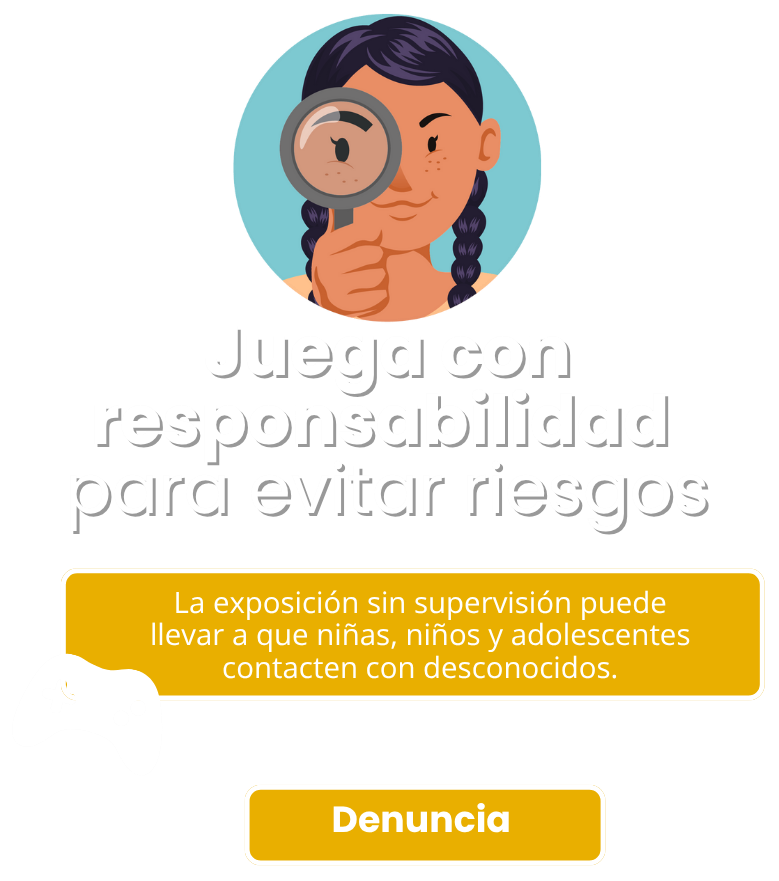 Juega con
responsabilidad
para evitar riesgos
La exposición sin supervisión puede
llevar a que niñas, niños y adolescentes
contacten con desconocidos.
Denuncia